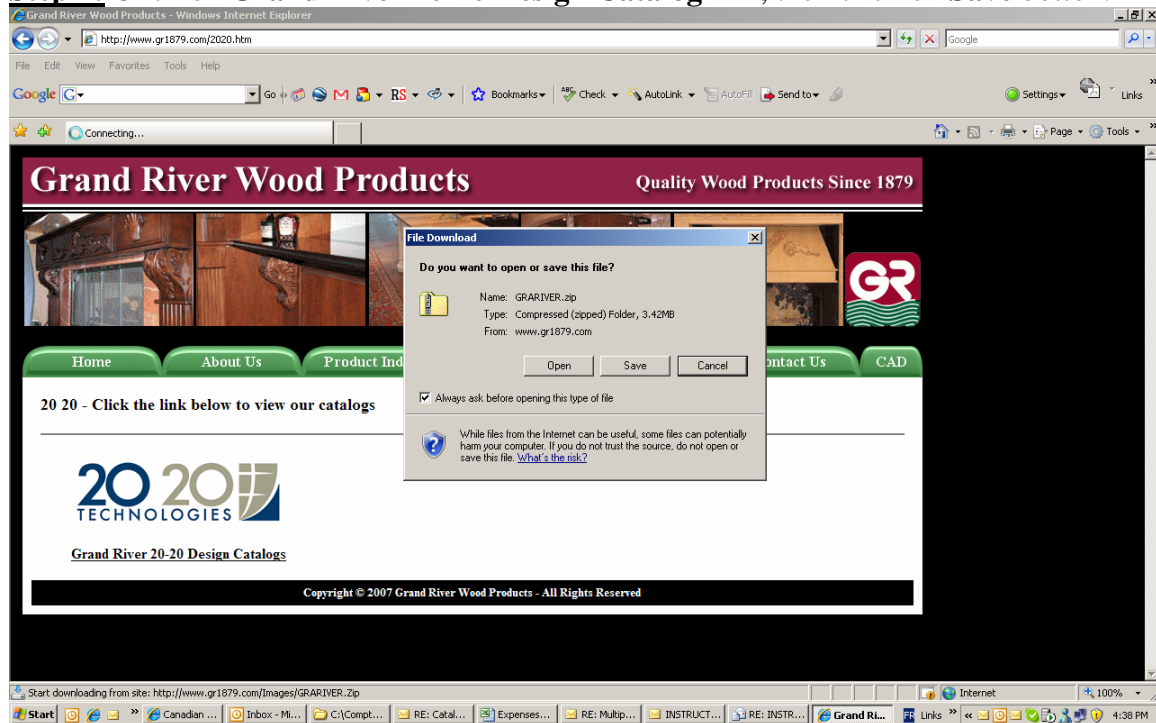 Grand River Wood Products - Windows Internet Explorer
http://www.gr1879.com/2020.htm
Google
File Edit View Favorites Tools Help
Google G Go RS Bookmarks Check AutoLink AutoFill Send to Settings Links
Connecting...
Page Tools
Grand River Wood Products
Quality Wood Products Since 1879
GR
File Download
Do you want to open or save this file?
Name: GRARIVER.zip
Type: Compressed (zipped) Folder, 3.42MB
From: www.gr1879.com
Open Save Cancel
Always ask before opening this type of file
While files from the Internet can be useful, some files can potentially
harm your computer. If you do not trust the source, do not open or
save this file. What's the risk?
Home About Us Product Ind ontact Us CAD
20 20 - Click the link below to view our catalogs
20 20
TECHNOLOGIES
Grand River 20-20 Design Catalogs
Copyright © 2007 Grand River Wood Products - All Rights Reserved
Start downloading from site: http://www.gr1879.com/Images/GRARIVER.Zip
Internet 100%
Start Canadian ... Inbox - Mi... C:\Compt... RE: Catal... Expenses... RE: Multip... INSTRUCT... RE: INSTR... Grand Ri... FR Links 4:38 PM